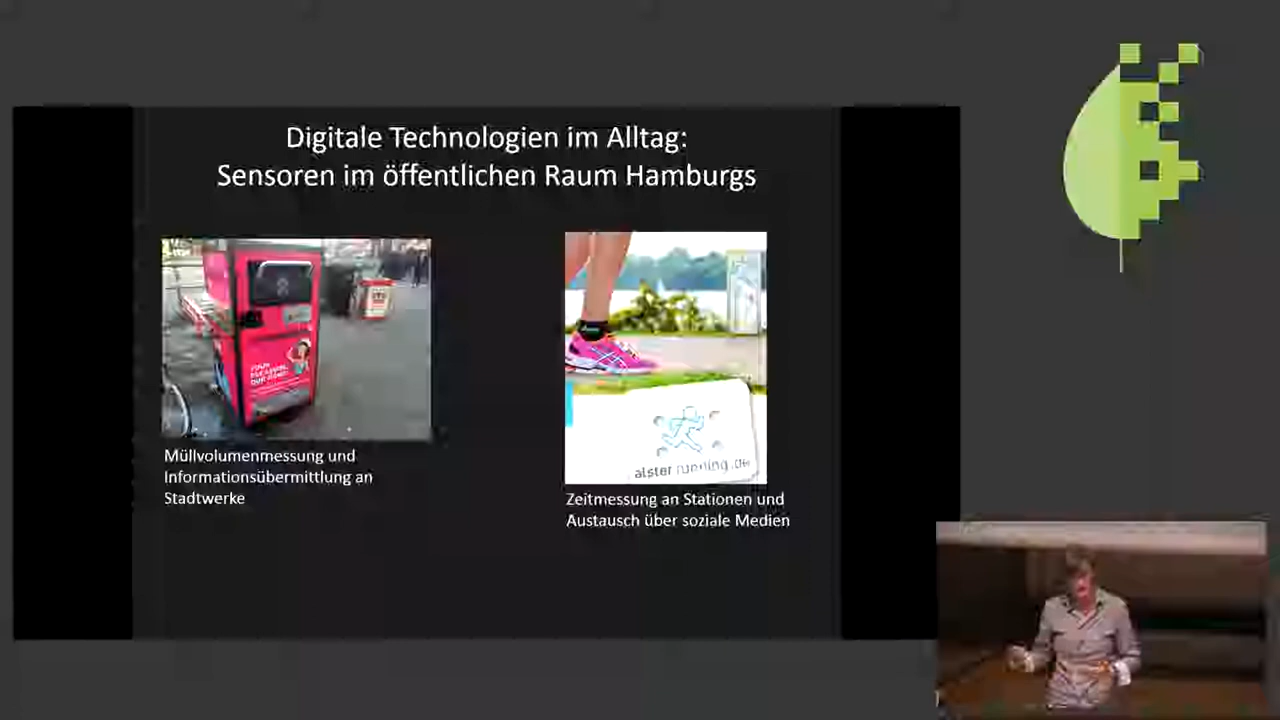 Digitale Technologien im Alltag:
Sensoren im öffentlichen Raum Hamburgs
Müllvolumenmessung und
Informationsübermittlung an
Stadtwerke
alster running.de
Zeitmessung an Stationen und
Austausch über soziale Medien